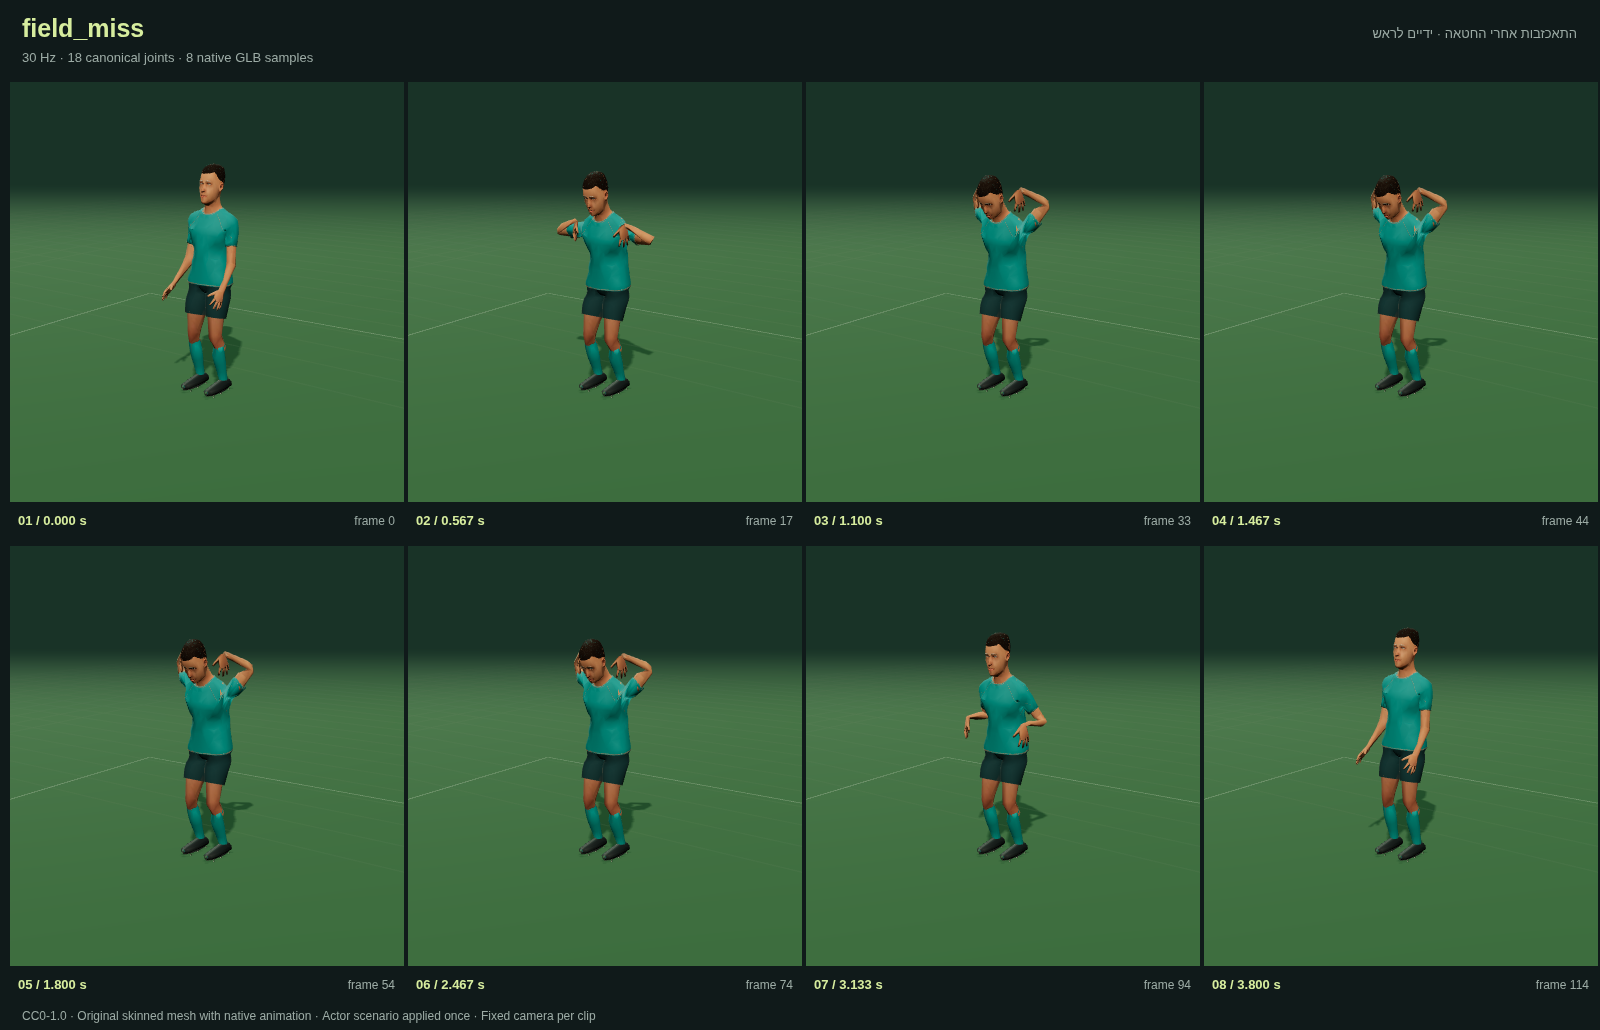 field_miss
התאכזבות אחרי החטאה · ידיים לראש
30 Hz · 18 canonical joints · 8 native GLB samples
01 / 0.000 s frame 0
02 / 0.567 s frame 17
03 / 1.100 s frame 33
04 / 1.467 s frame 44
05 / 1.800 s frame 54
06 / 2.467 s frame 74
07 / 3.133 s frame 94
08 / 3.800 s frame 114
CC0-1.0 · Original skinned mesh with native animation · Actor scenario applied once · Fixed camera per clip